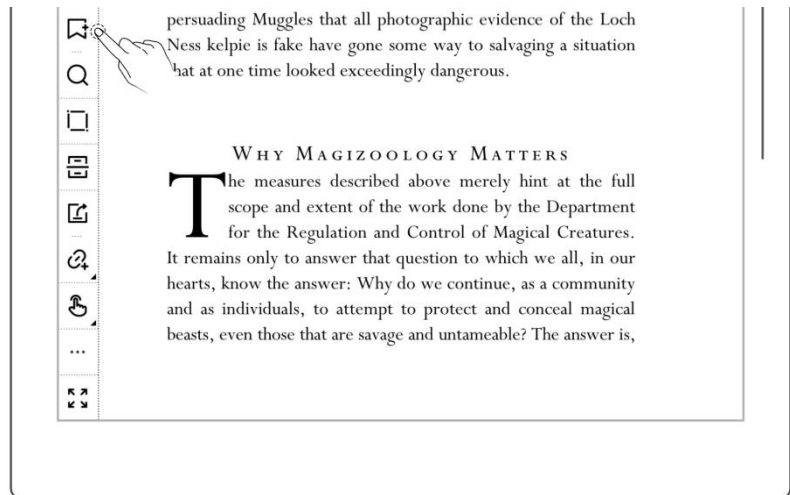 persuading Muggles that all photographic evidence of the Loch
Ness kelpie is fake have gone some way to salvaging a situation
that at one time looked exceedingly dangerous.
WHY MAGIZOOLOGY MATTERS
The measures described above merely hint at the full
scope and extent of the work done by the Department
for the Regulation and Control of Magical Creatures.
It remains only to answer that question to which we all, in our
hearts, know the answer: Why do we continue, as a community
and as individuals, to attempt to protect and conceal magical
beasts, even those that are savage and untameable? The answer is,